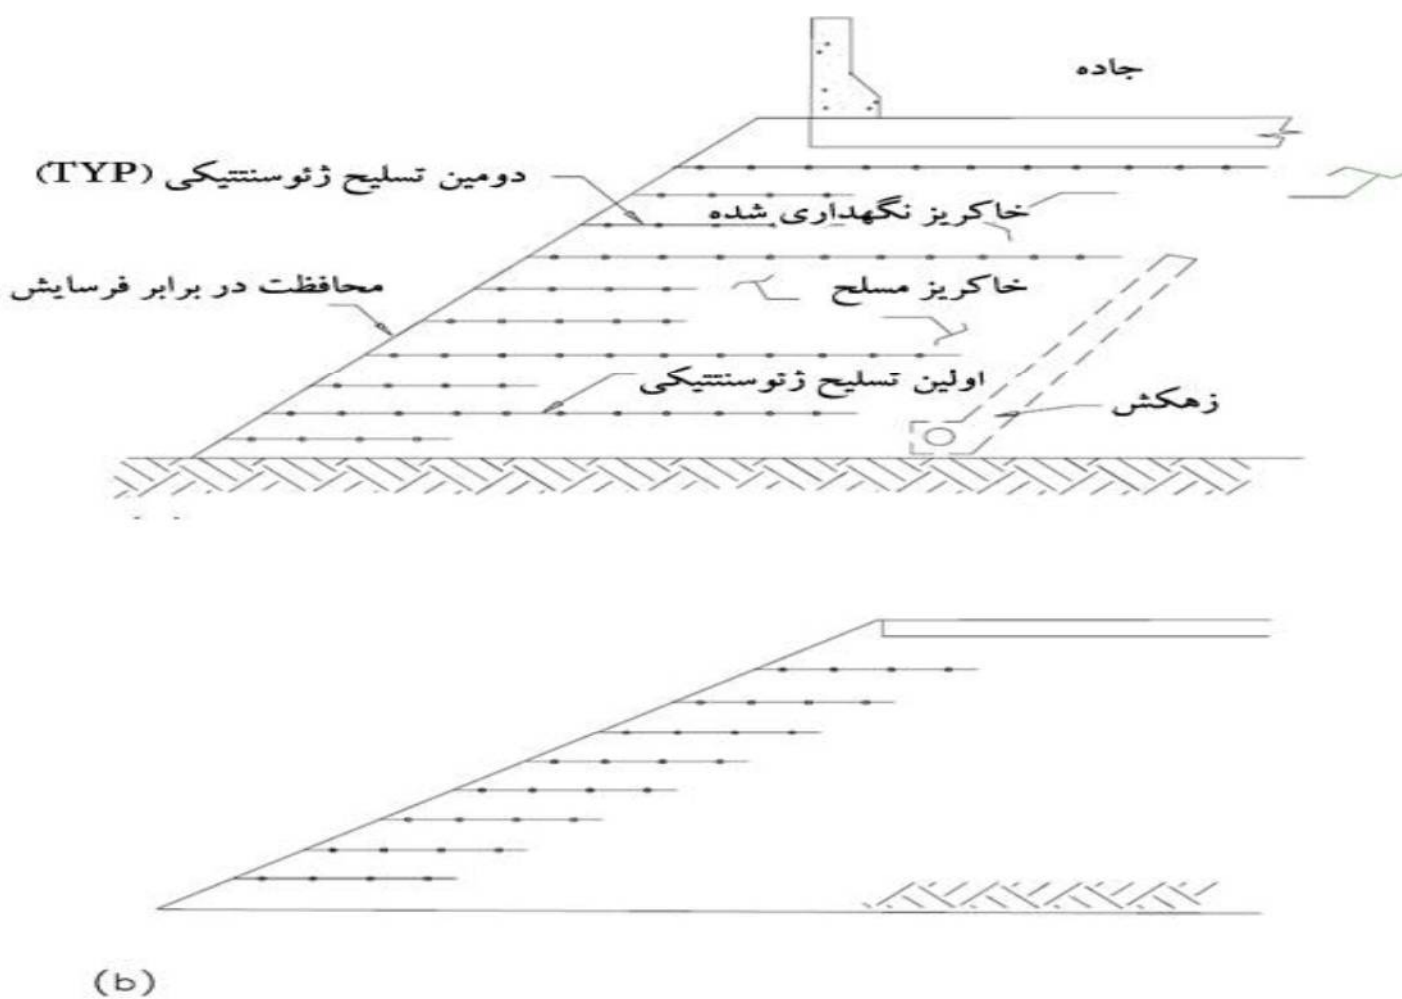 جاده
دومین تسلیح ژئوسنتتیکی (TYP)
خاکریز نگهداری شده
محافظت در برابر فرسایش
خاکریز مسلح
اولین تسلیح ژئوسنتتیکی
زهکش
(b)